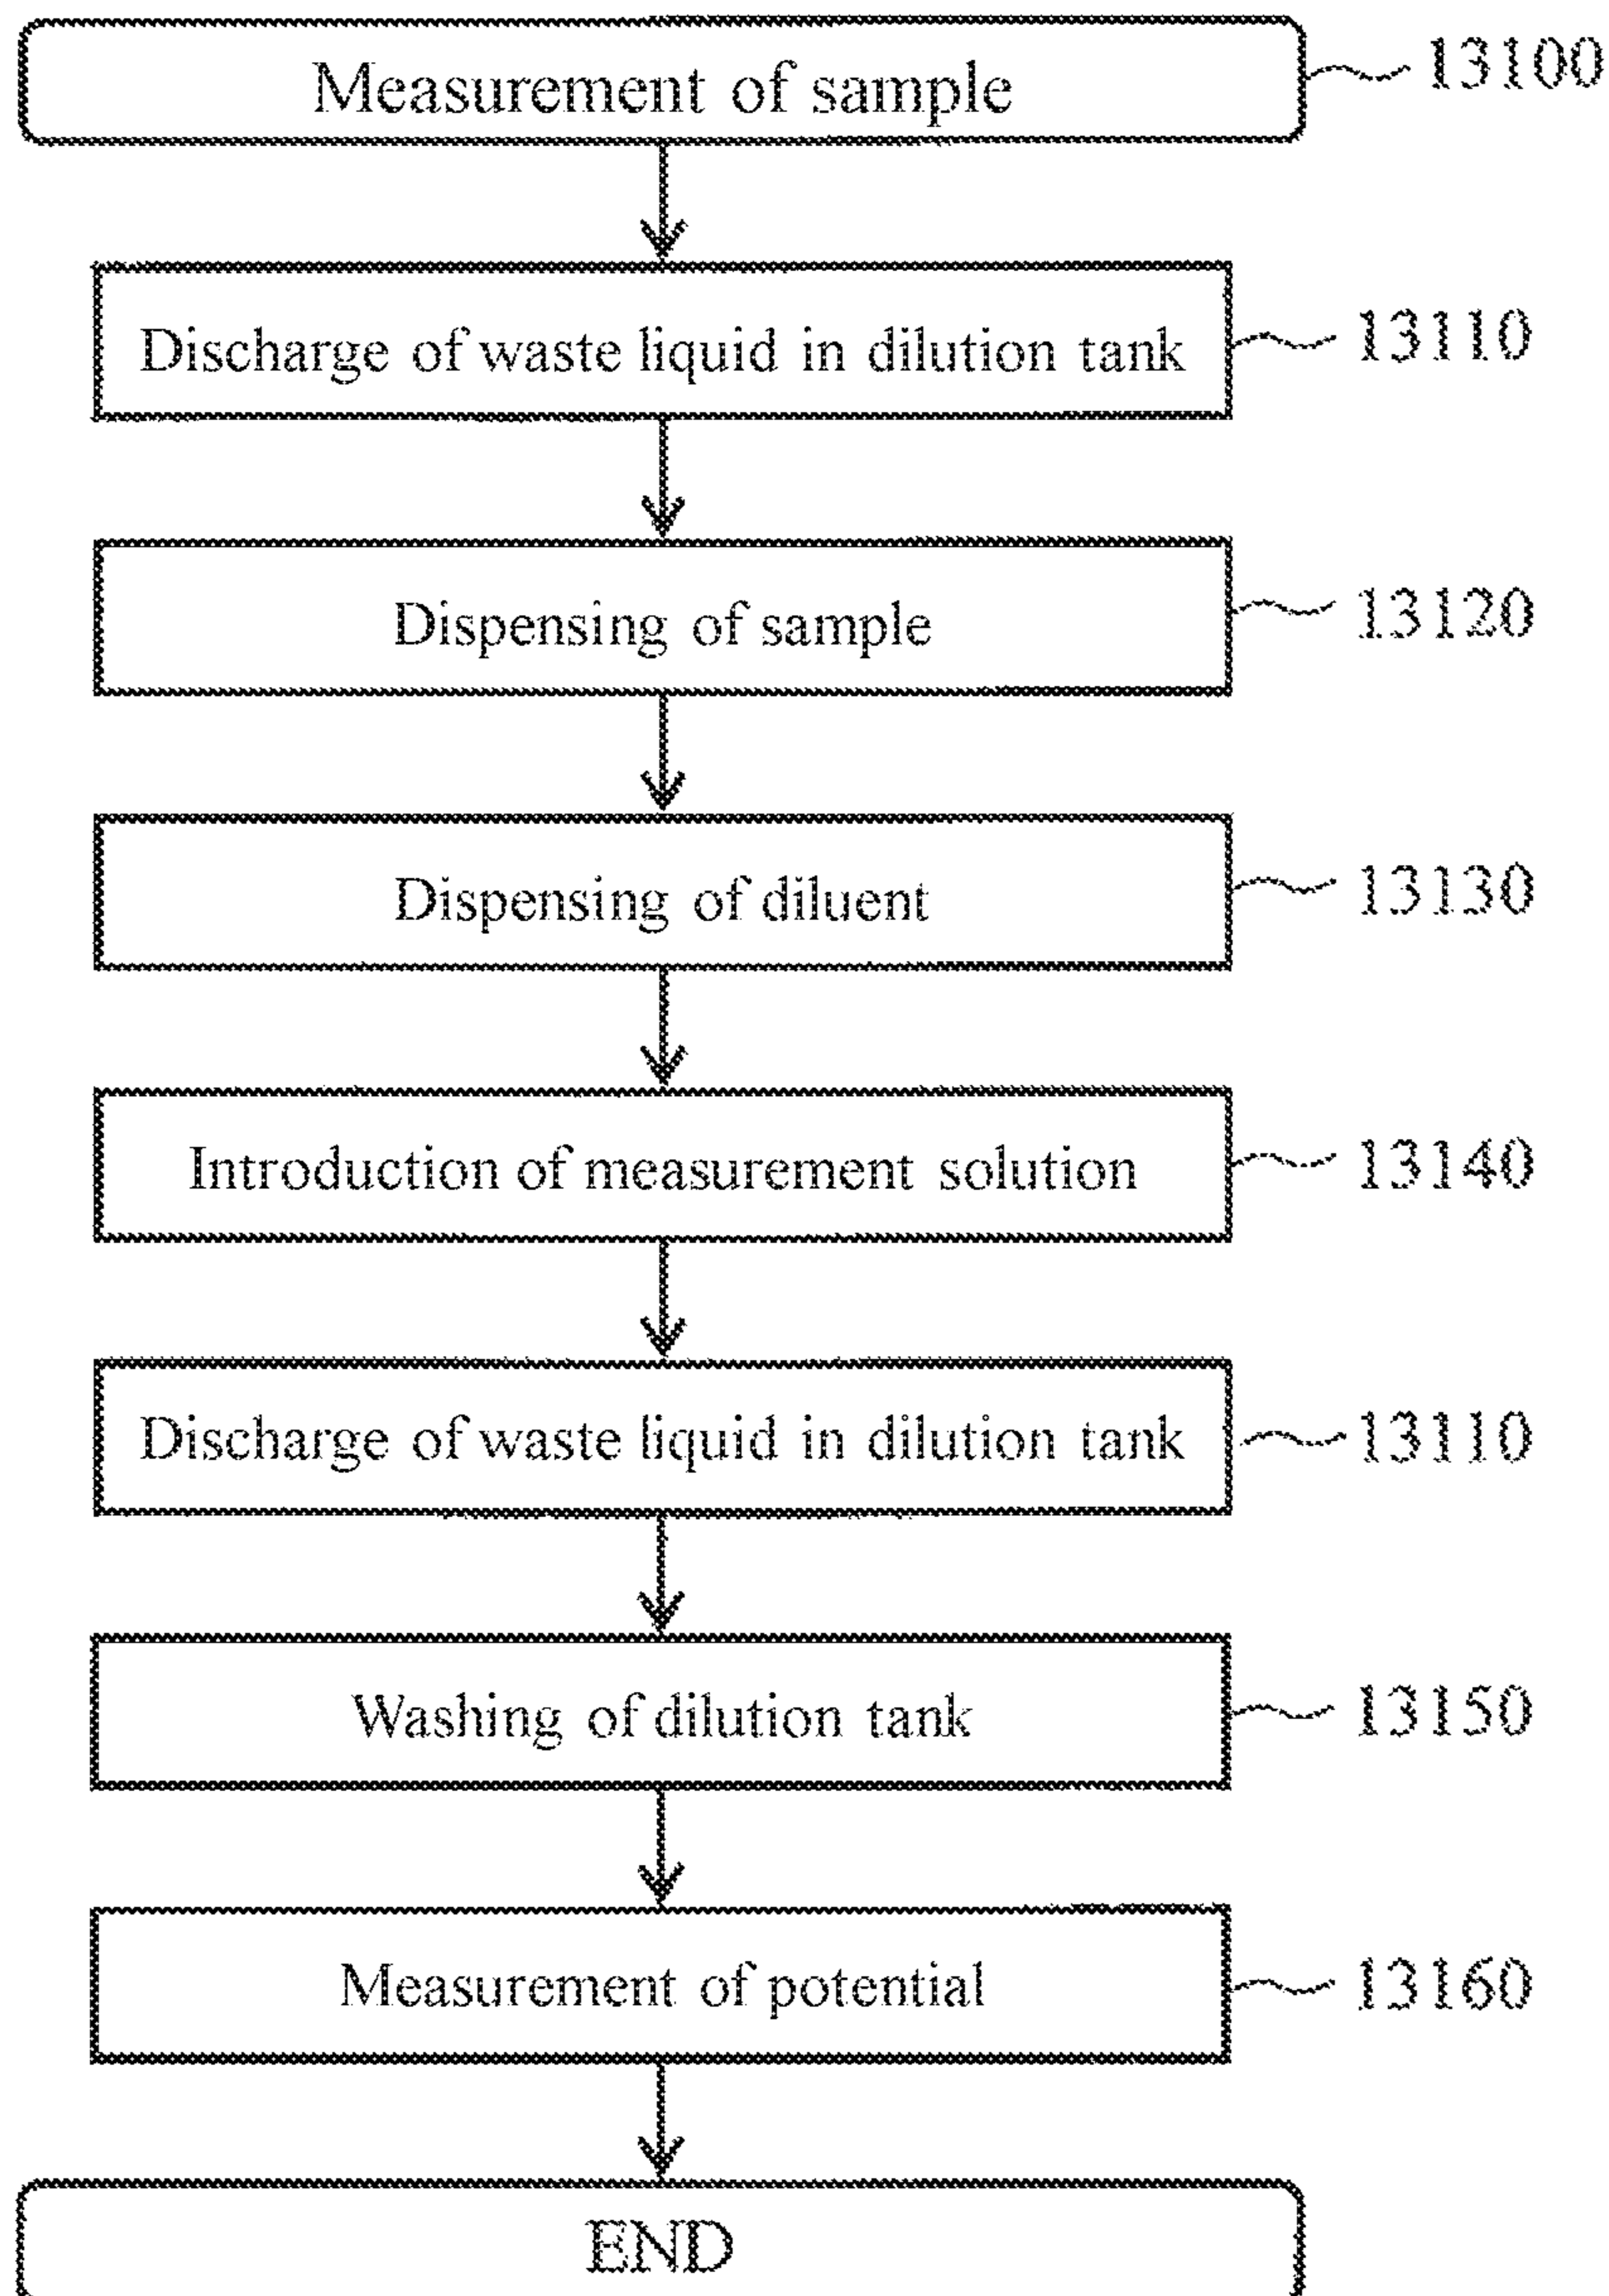 Measurement of sample 13100
Discharge of waste liquid in dilution tank 13110
Dispensing of sample 13120
Dispensing of diluent 13130
Introduction of measurement solution 13140
Discharge of waste liquid in dilution tank 13110
Washing of dilution tank 13150
Measurement of potential 13160
END